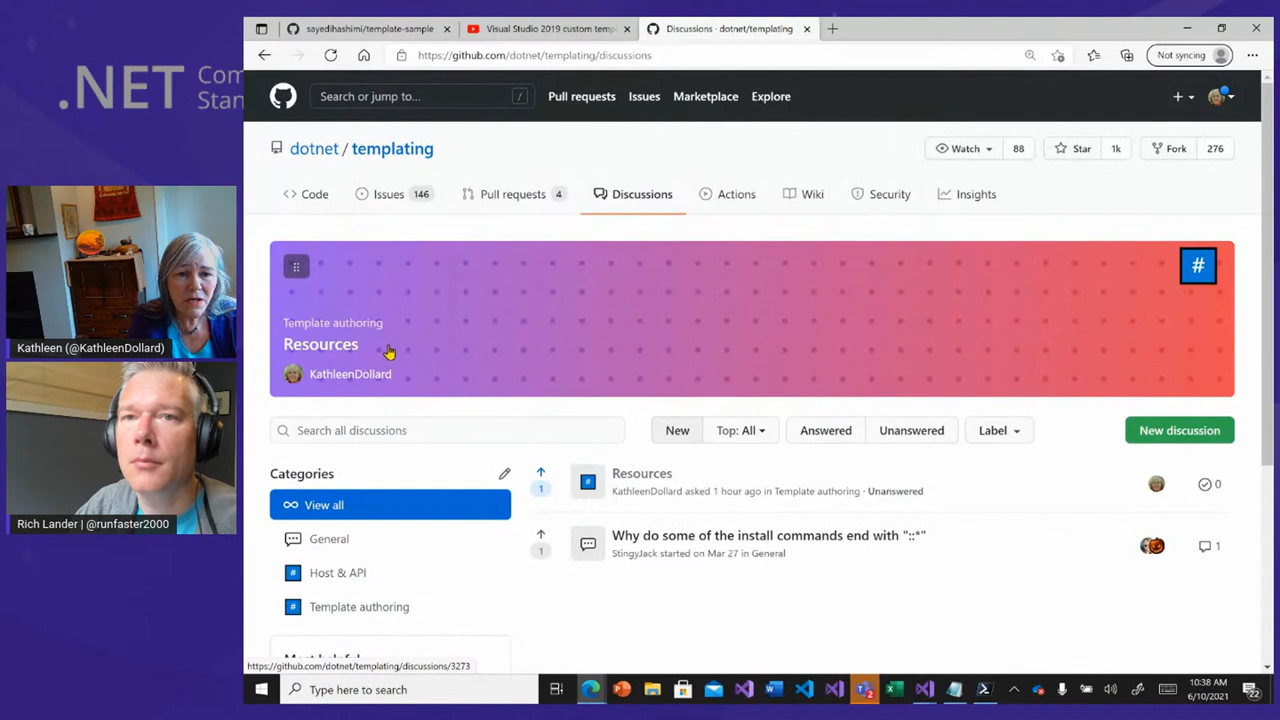 .NET Com
Stan
sayedihashimi/template-sample
Visual Studio 2019 custom temp
Discussions · dotnet/templating
https://github.com/dotnet/templating/discussions
Not syncing
Search or jump to...
/
Pull requests
Issues
Marketplace
Explore
dotnet / templating
Watch
88
Star
1k
Fork
276
Code
Issues 146
Pull requests 4
Discussions
Actions
Wiki
Security
Insights
#
Template authoring
Resources
KathleenDollard
Kathleen (@KathleenDollard)
Rich Lander | @runfaster2000
Search all discussions
New
Top: All
Answered
Unanswered
Label
New discussion
Categories
View all
General
# Host & API
# Template authoring
1
#
Resources
KathleenDollard asked 1 hour ago in Template authoring · Unanswered
0
1
Why do some of the install commands end with "::*"
StingyJack started on Mar 27 in General
1
Most helpful
https://github.com/dotnet/templating/discussions/3273
Type here to search
2
10:38 AM
6/10/2021
22